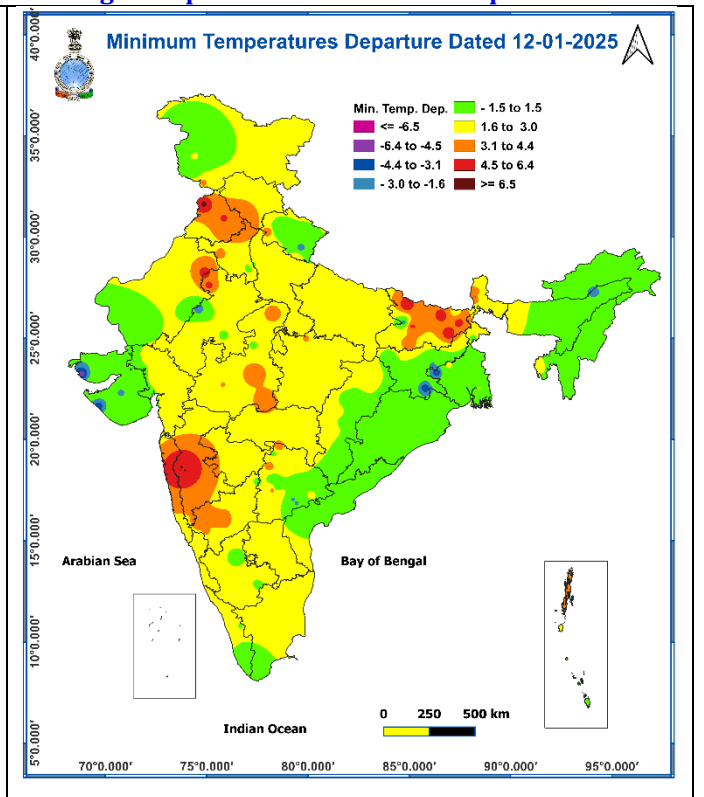 Minimum Temperatures Departure Dated 12-01-2025
Min. Temp. Dep.
<= -6.5
-6.4 to -4.5
-4.4 to -3.1
- 3.0 to -1.6
- 1.5 to 1.5
1.6 to 3.0
3.1 to 4.4
4.5 to 6.4
>= 6.5
40°0.000'
35°0.000'
30°0.000'
25°0.000'
20°0.000'
15°0.000'
10°0.000'
5°0.000'
Arabian Sea
Bay of Bengal
Indian Ocean
0 250 500 km
70°0.000' 75°0.000' 80°0.000' 85°0.000' 90°0.000' 95°0.000'